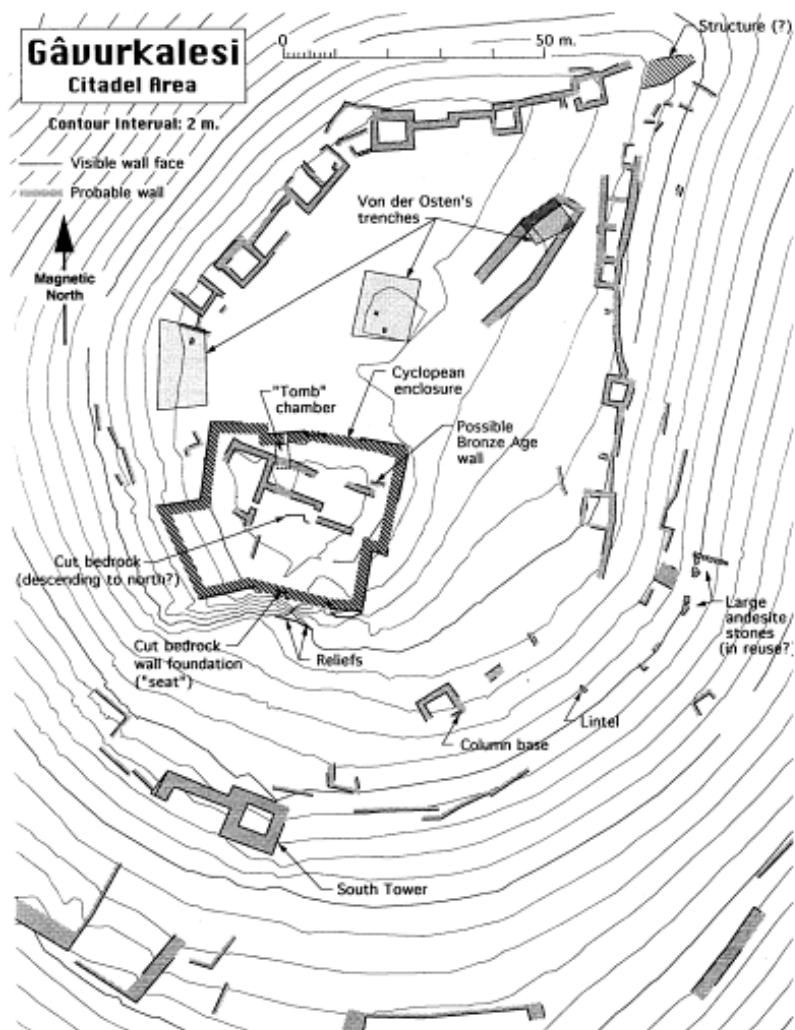 Gâvurkalesi
Citadel Area
Contour Interval: 2 m.
Visible wall face
Probable wall
Magnetic
North
0
50 m.
Structure (?)
Von der Osten's
trenches
"Tomb"
chamber
Cyclopean
enclosure
Possible
Bronze Age
wall
Cut bedrock
(descending to north?)
Cut bedrock
wall foundation
("seat")
Reliefs
Large
andesite
stones
(in reuse?)
Lintel
Column base
South Tower